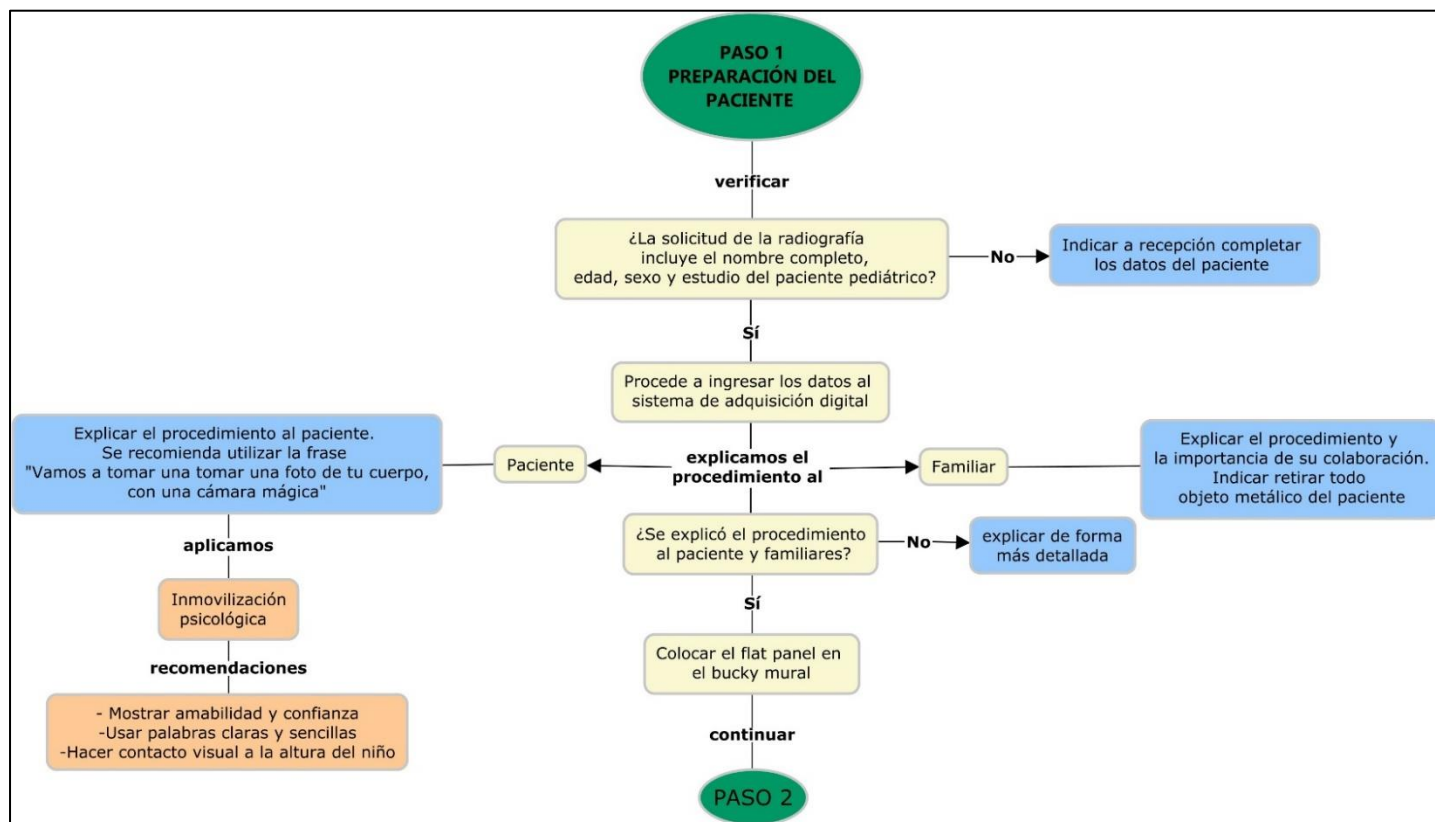 PASO 1
PREPARACIÓN DEL
PACIENTE
verificar
¿La solicitud de la radiografía
incluye el nombre completo,
edad, sexo y estudio del paciente pediátrico?
No
Indicar a recepción completar
los datos del paciente
Sí
Procede a ingresar los datos al
sistema de adquisición digital
explicamos el
procedimiento al
Paciente
Explicar el procedimiento al paciente.
Se recomienda utilizar la frase
"Vamos a tomar una tomar una foto de tu cuerpo,
con una cámara mágica"
aplicamos
Inmovilización
psicológica
recomendaciones
- Mostrar amabilidad y confianza
-Usar palabras claras y sencillas
-Hacer contacto visual a la altura del niño
Familiar
Explicar el procedimiento y
la importancia de su colaboración.
Indicar retirar todo
objeto metálico del paciente
¿Se explicó el procedimiento
al paciente y familiares?
No
explicar de forma
más detallada
Sí
Colocar el flat panel en
el bucky mural
continuar
PASO 2